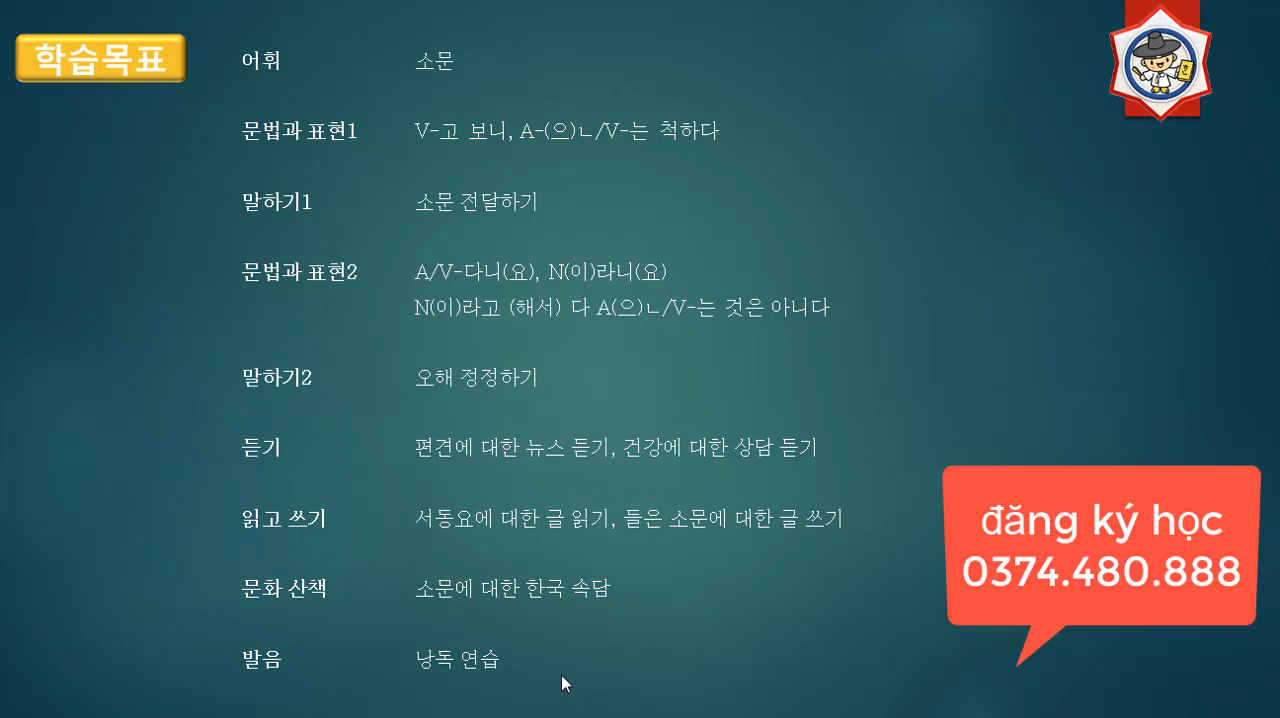 학습목표
어휘 소문
문법과 표현1 V-고 보니, A-(으)ㄴ/V-는 척하다
말하기1 소문 전달하기
문법과 표현2 A/V-다니(요), N(이)라니(요)
N(이)라고 (해서) 다 A(으)ㄴ/V-는 것은 아니다
말하기2 오해 정정하기
듣기 편견에 대한 뉴스 듣기, 건강에 대한 상담 듣기
읽고 쓰기 서동요에 대한 글 읽기, 들은 소문에 대한 글 쓰기
문화 산책 소문에 대한 한국 속담
발음 낭독 연습
đăng ký học
0374.480.888